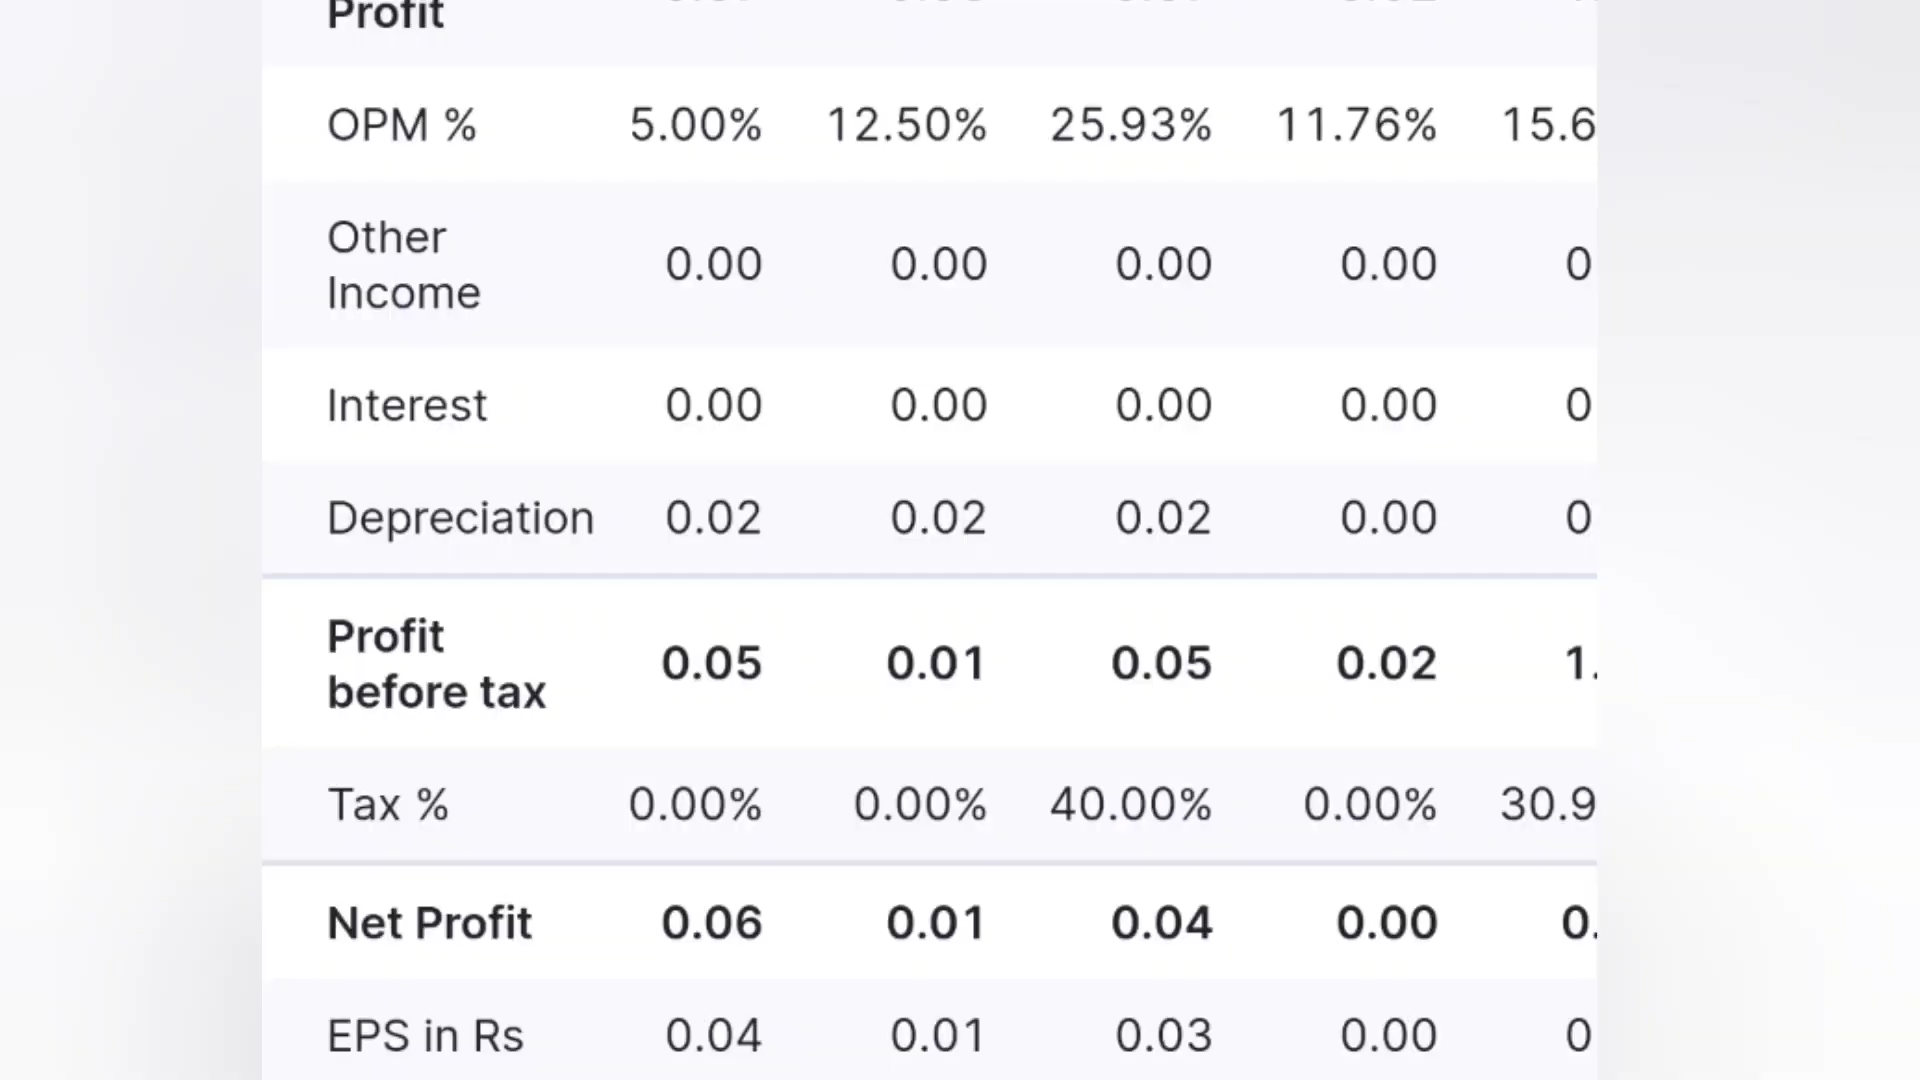 Profit
OPM % 5.00% 12.50% 25.93% 11.76% 15.6
Other
Income 0.00 0.00 0.00 0.00 0
Interest 0.00 0.00 0.00 0.00 0
Depreciation 0.02 0.02 0.02 0.00 0
Profit
before tax 0.05 0.01 0.05 0.02 1.
Tax % 0.00% 0.00% 40.00% 0.00% 30.9
Net Profit 0.06 0.01 0.04 0.00 0.
EPS in Rs 0.04 0.01 0.03 0.00 0